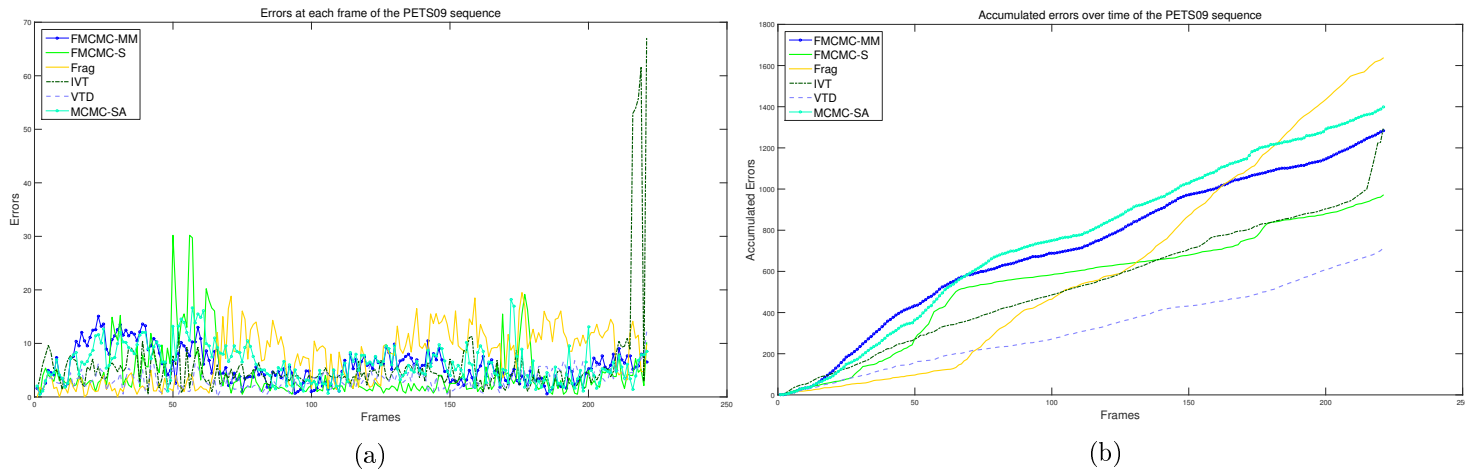 Errors at each frame of the PETS09 sequence
70
60
50
40
30
20
10
0
Errors
FMCMC-MM
FMCMC-S
Frag
IVT
VTD
MCMC-SA
0 50 100 150 200 250
Frames
(a)
Accumulated errors over time of the PETS09 sequence
1800
1600
1400
1200
1000
800
600
400
200
0
Accumulated Errors
FMCMC-MM
FMCMC-S
Frag
IVT
VTD
MCMC-SA
0 50 100 150 200 250
Frames
(b)